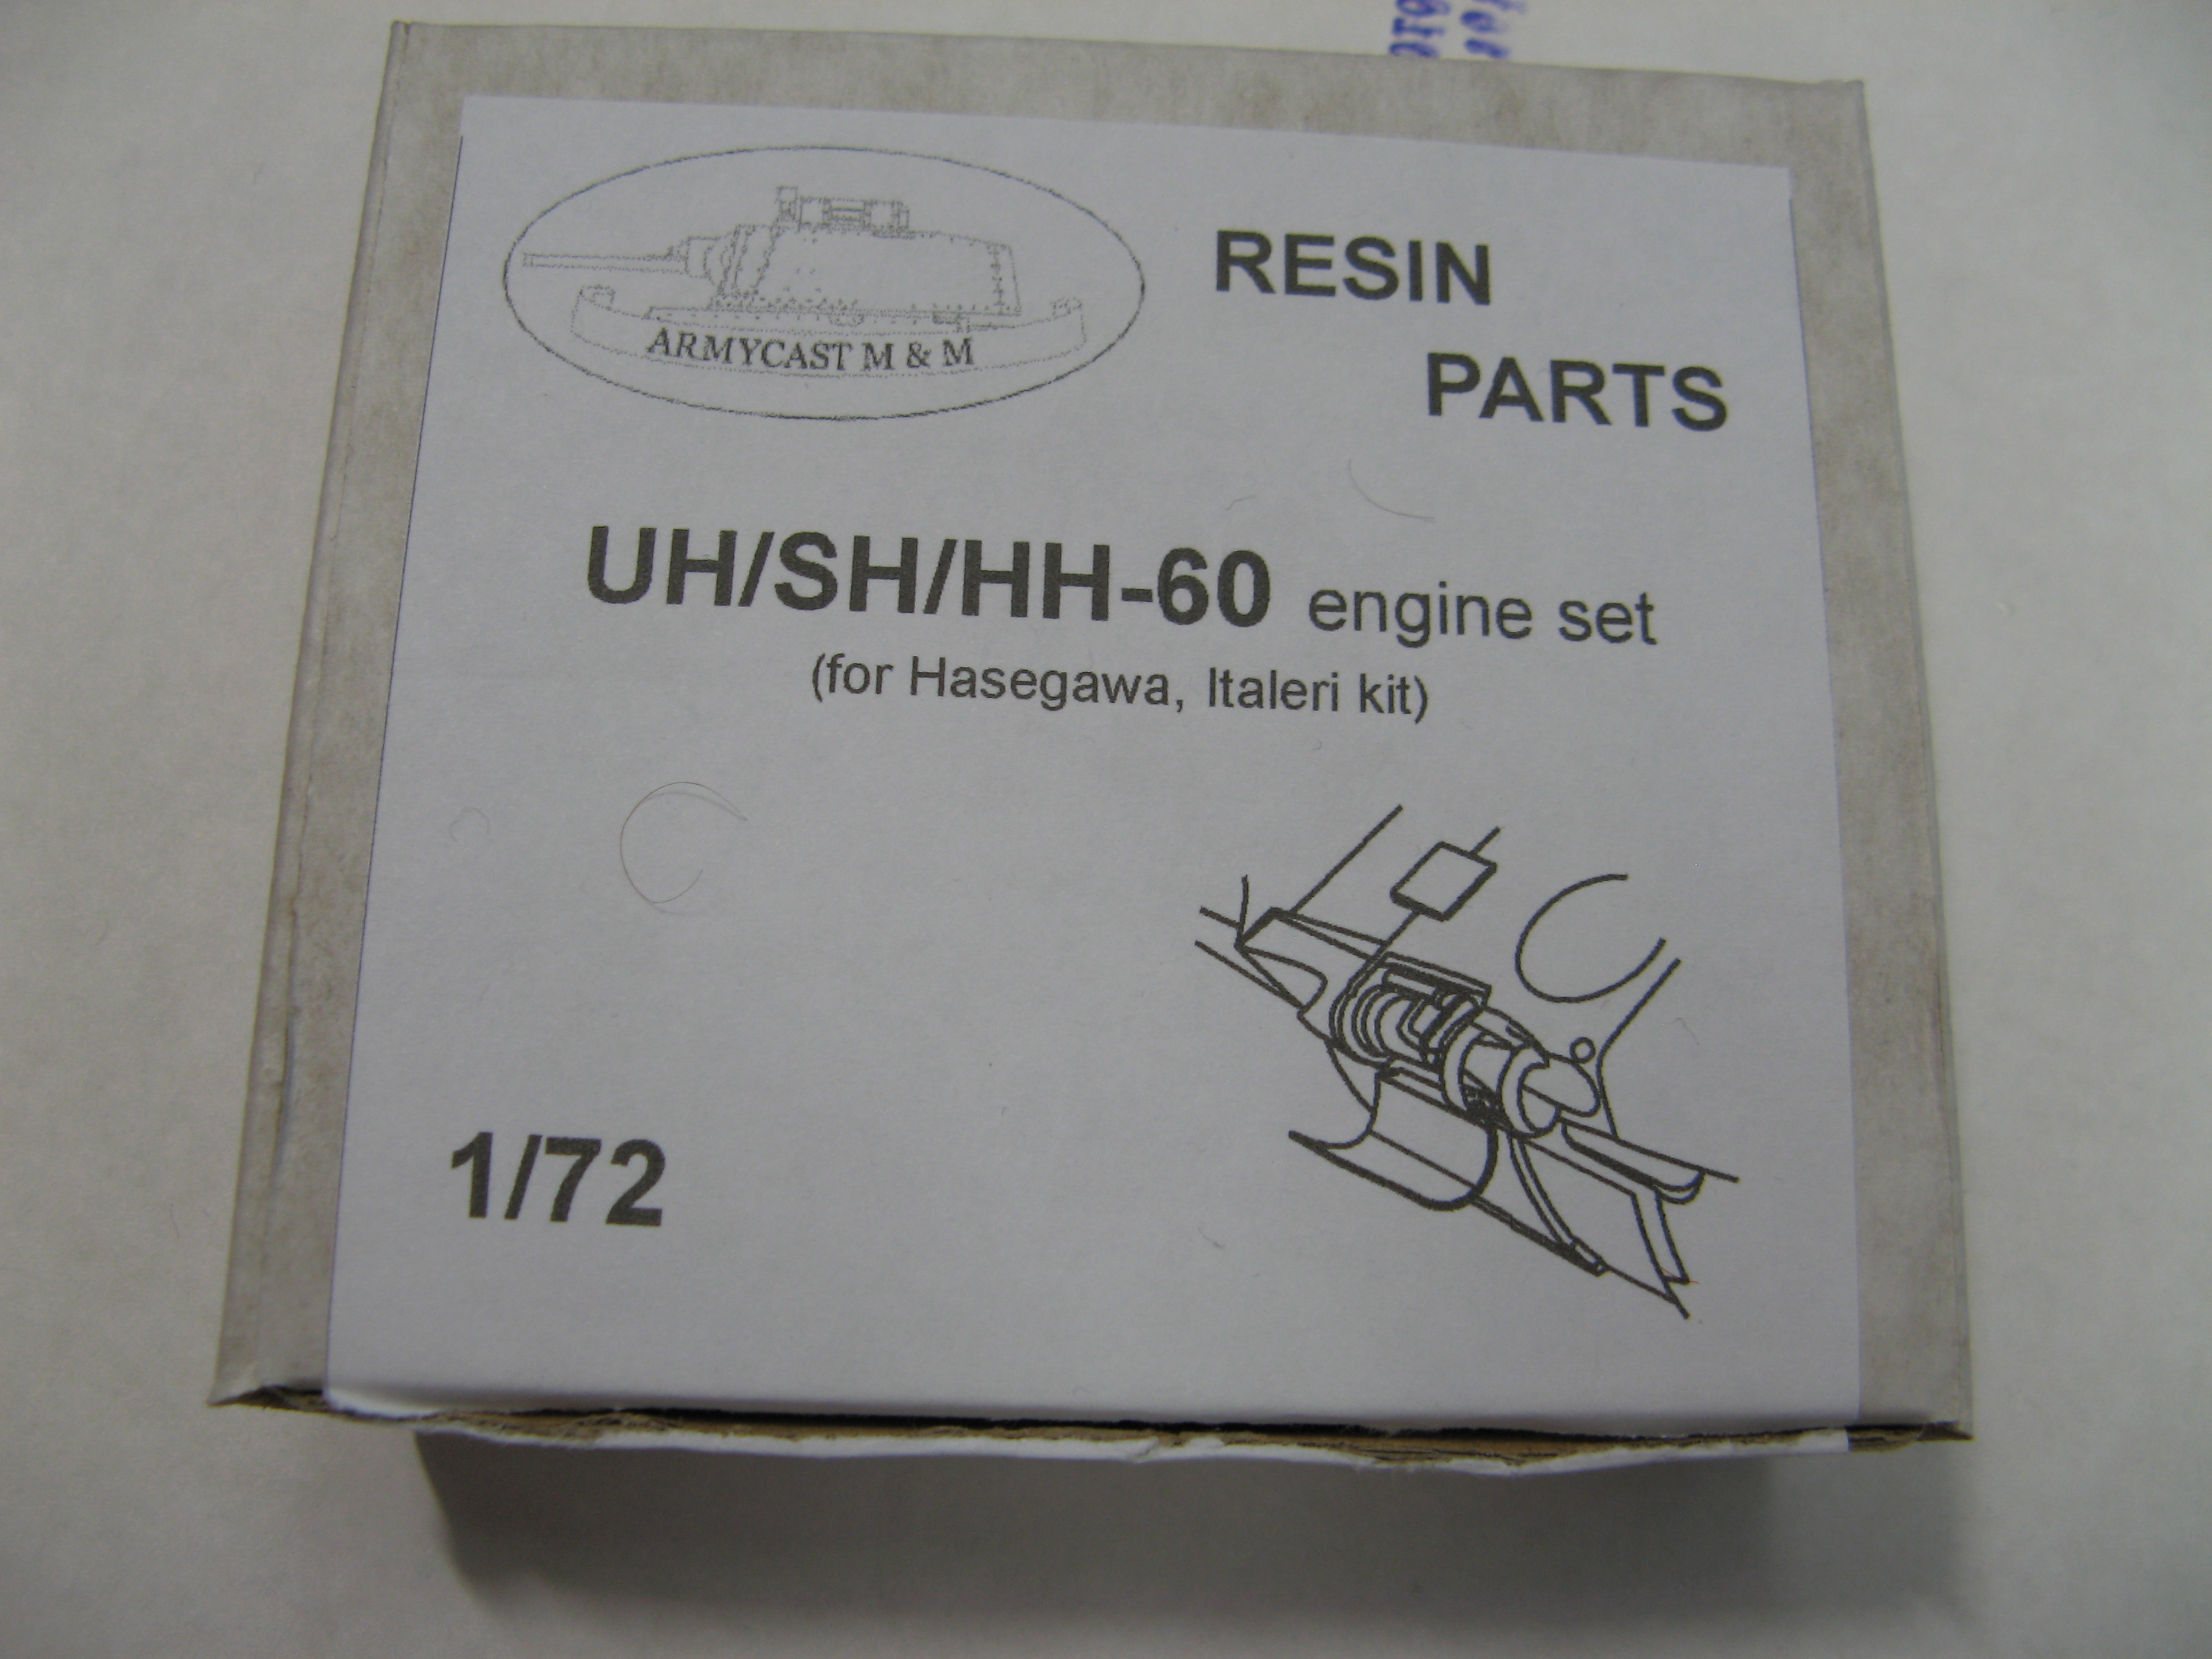 ARMYCAST M & M
RESIN
PARTS
UH/SH/HH-60 engine set
(for Hasegawa, Italeri kit)
1/72